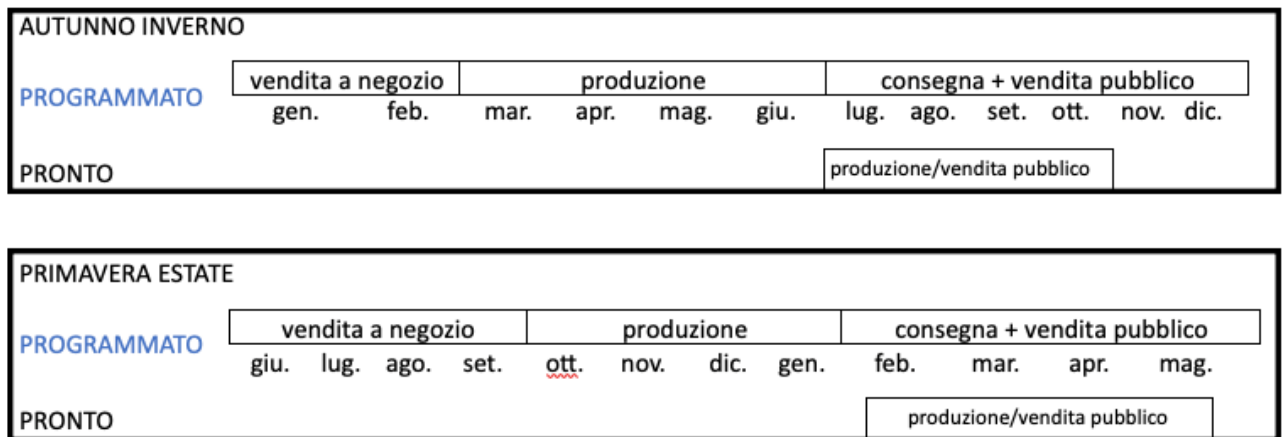 AUTUNNO INVERNO
vendita a negozio produzione consegna + vendita pubblico
PROGRAMMATO
gen. feb. mar. apr. mag. giu. lug. ago. set. ott. nov. dic.
produzione/vendita pubblico
PRONTO
PRIMAVERA ESTATE
vendita a negozio produzione consegna + vendita pubblico
PROGRAMMATO
giu. lug. ago. set. ott. nov. dic. gen. feb. mar. apr. mag.
PRONTO produzione/vendita pubblico